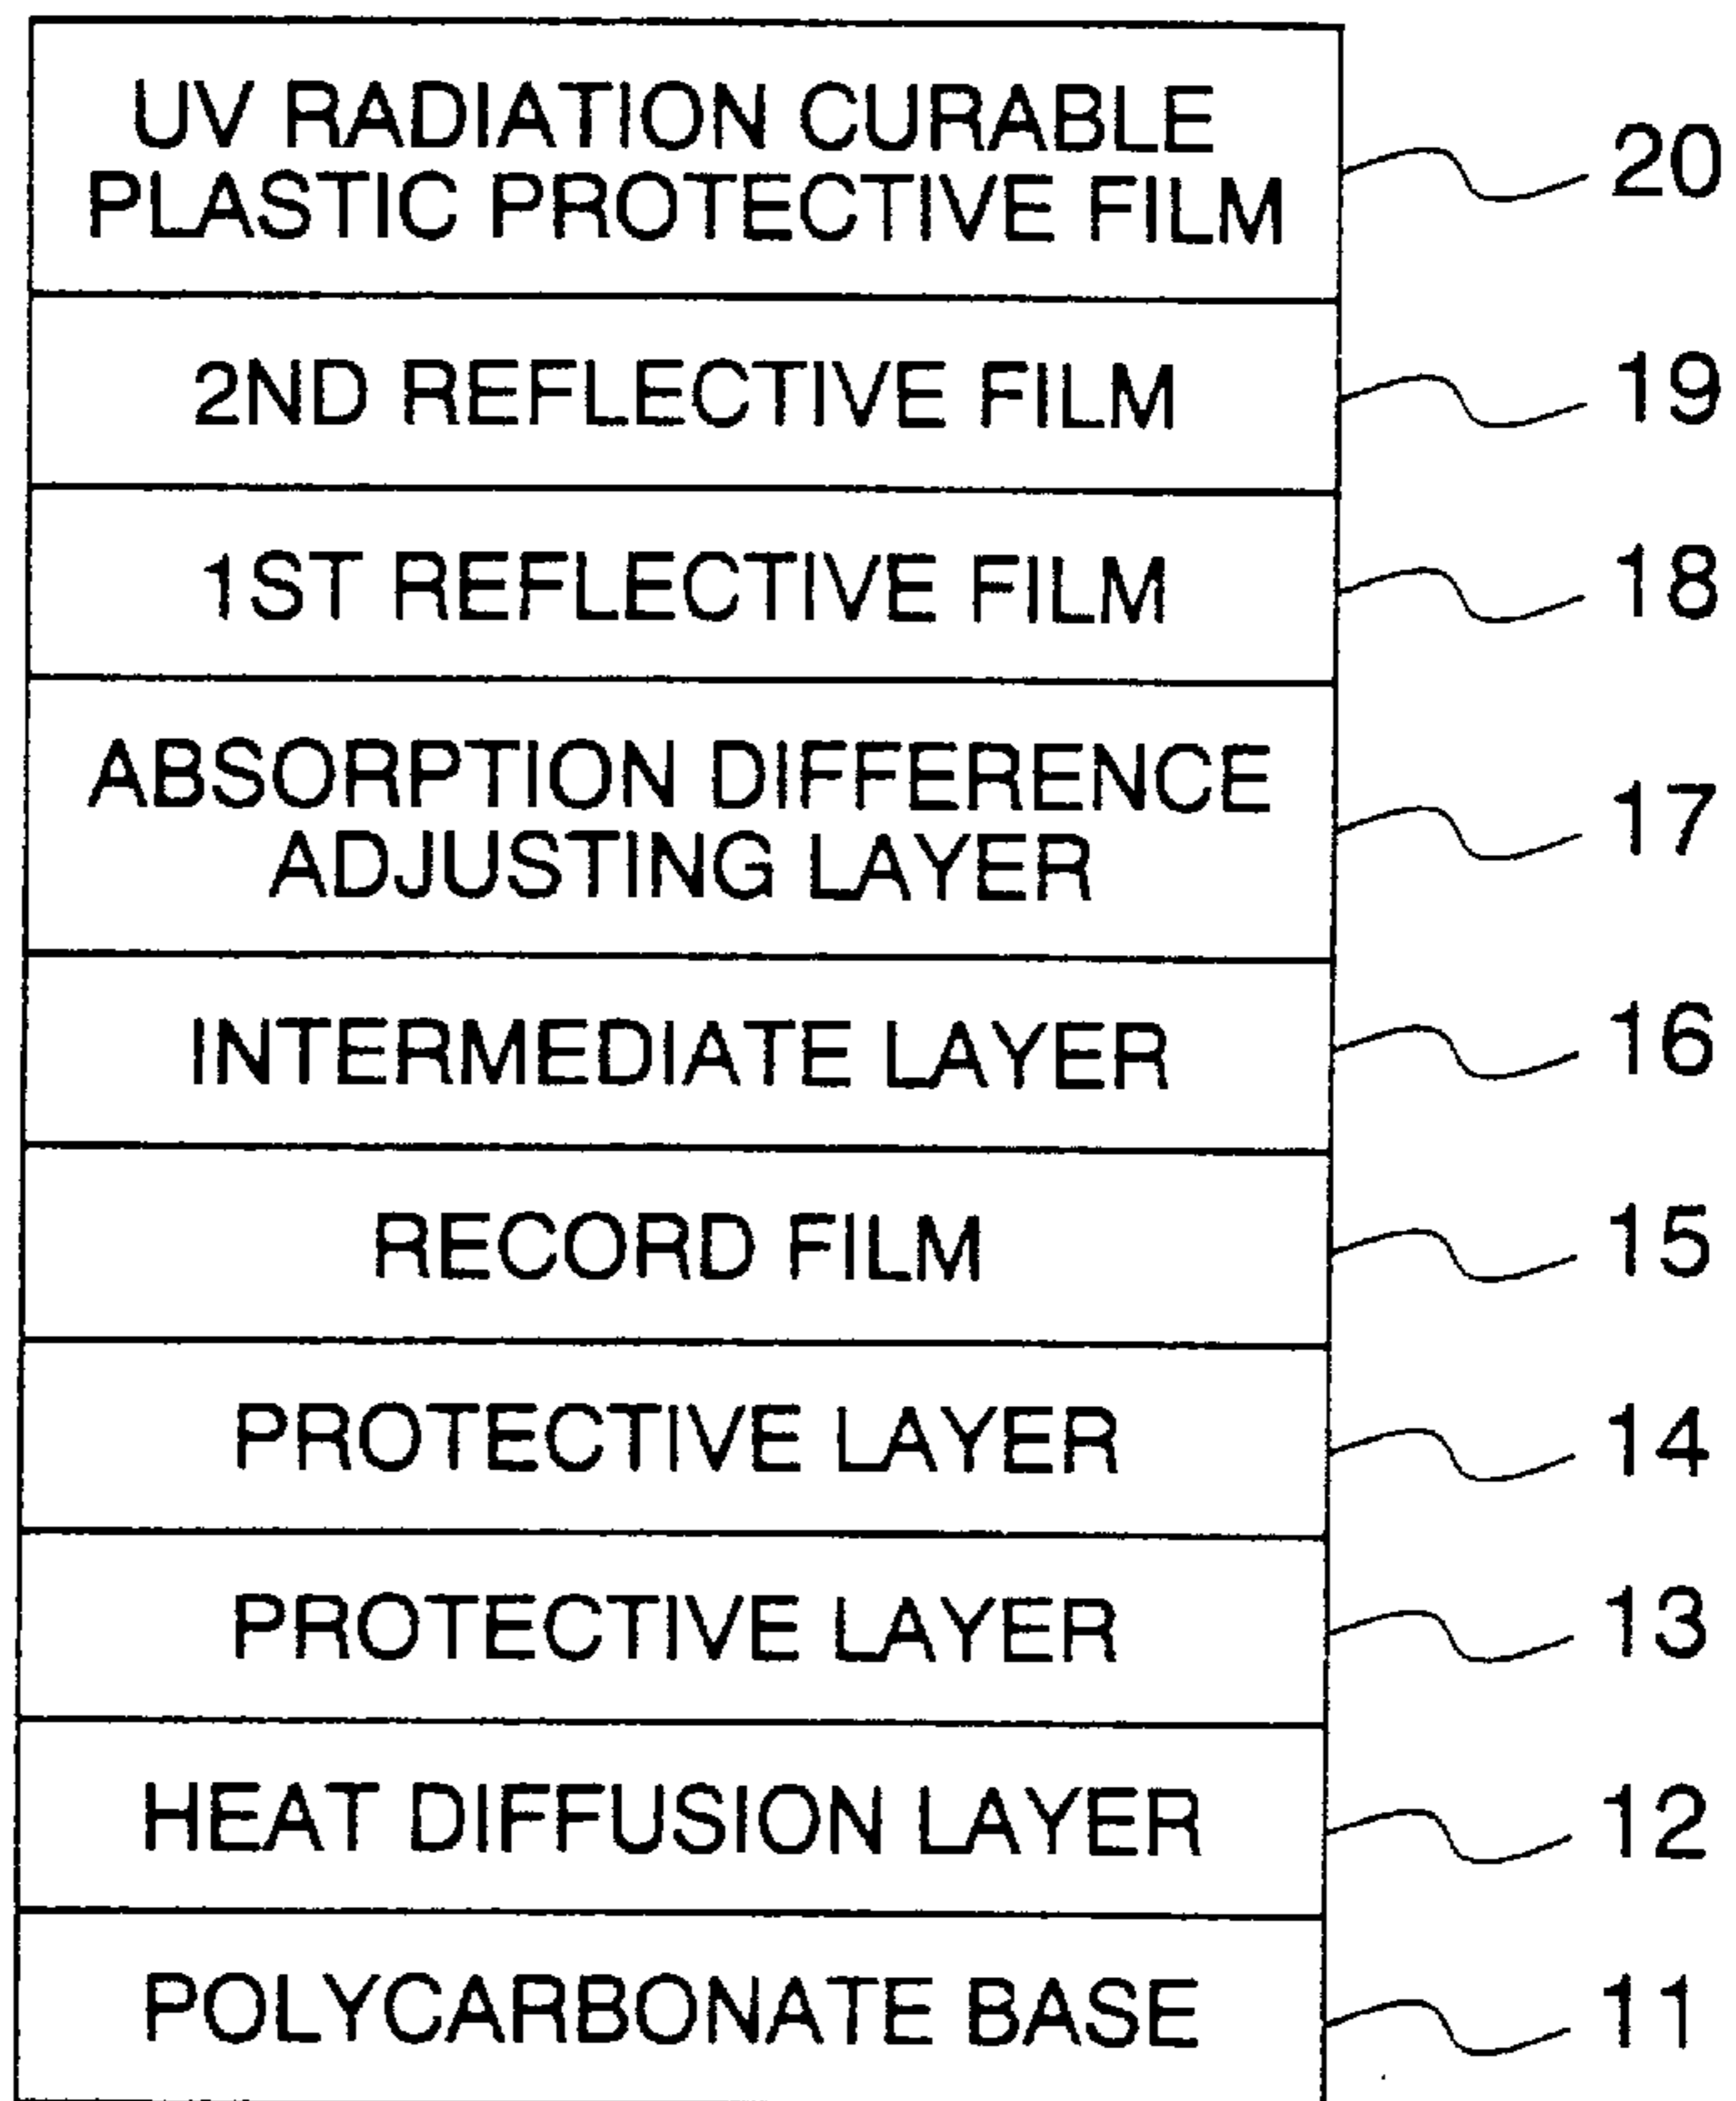 UV RADIATION CURABLE
PLASTIC PROTECTIVE FILM
20
2ND REFLECTIVE FILM
19
1ST REFLECTIVE FILM
18
ABSORPTION DIFFERENCE
ADJUSTING LAYER
17
INTERMEDIATE LAYER
16
RECORD FILM
15
PROTECTIVE LAYER
14
PROTECTIVE LAYER
13
HEAT DIFFUSION LAYER
12
POLYCARBONATE BASE
11